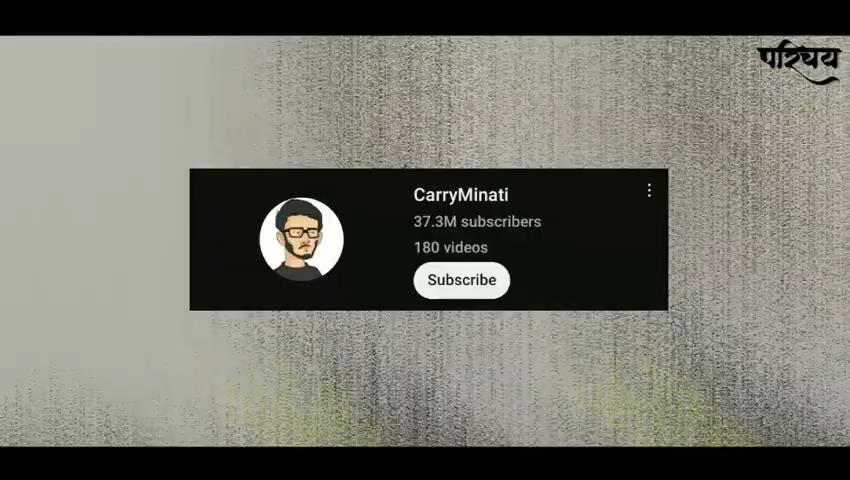 परिचय
CarryMinati
37.3M subscribers
180 videos
Subscribe